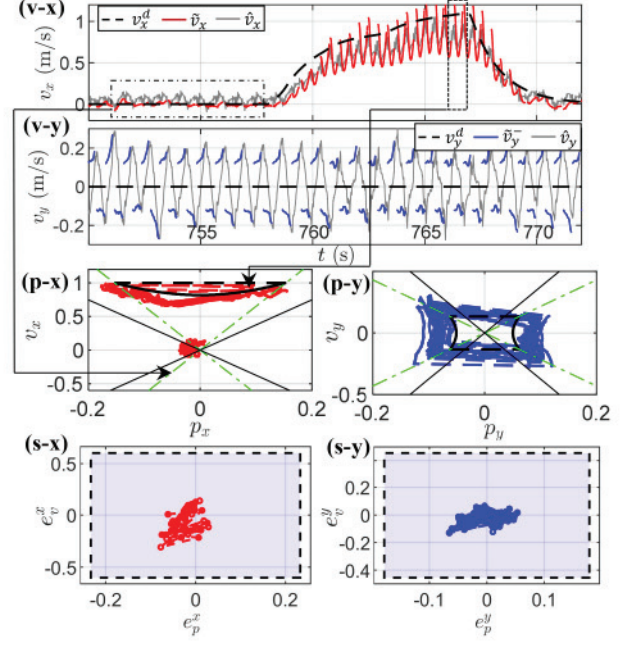 (v-x)
v_x^d ṽ_x v̂_x
v_x (m/s)
1
0.5
0
(v-y)
v_y^d ṽ_y^- v̂_y
v_y (m/s)
0.2
0
-0.2
755 760 765 770
t (s)
(p-x)
v_x
1
0.5
0
-0.5
-0.2 0 0.2
p_x
(p-y)
v_y
0.5
0
-0.5
-0.2 -0.1 0 0.1 0.2
p_y
(s-x)
e_v^x
0.5
0
-0.5
-0.2 0 0.2
e_p^x
(s-y)
e_v^y
0.4
0.2
0
-0.2
-0.4
-0.1 0 0.1
e_p^y